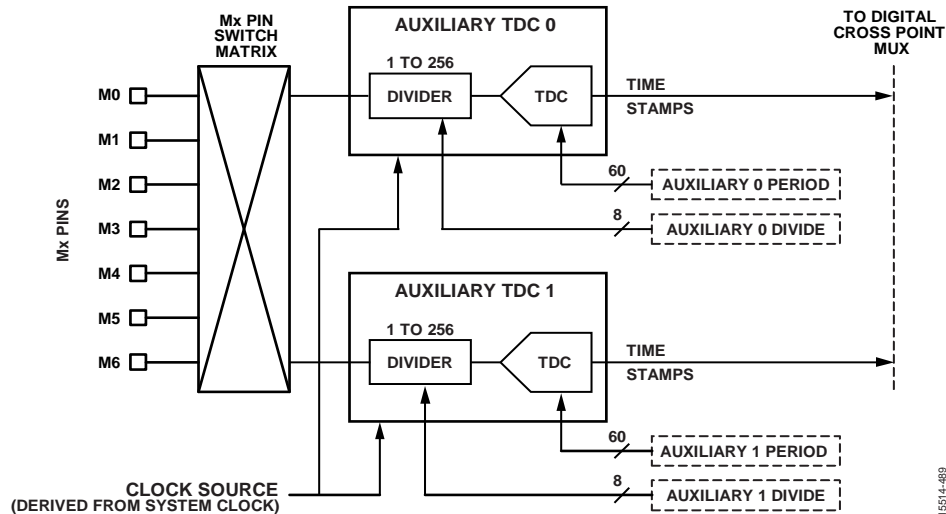 Mx PIN
SWITCH
MATRIX
AUXILIARY TDC 0
TO DIGITAL
CROSS POINT
MUX
1 TO 256
DIVIDER
TDC
TIME
STAMPS
M0
M1
M2
M3
M4
M5
M6
Mx PINS
60
AUXILIARY 0 PERIOD
8
AUXILIARY 0 DIVIDE
AUXILIARY TDC 1
1 TO 256
DIVIDER
TDC
TIME
STAMPS
60
AUXILIARY 1 PERIOD
8
AUXILIARY 1 DIVIDE
CLOCK SOURCE
(DERIVED FROM SYSTEM CLOCK)
15514-489